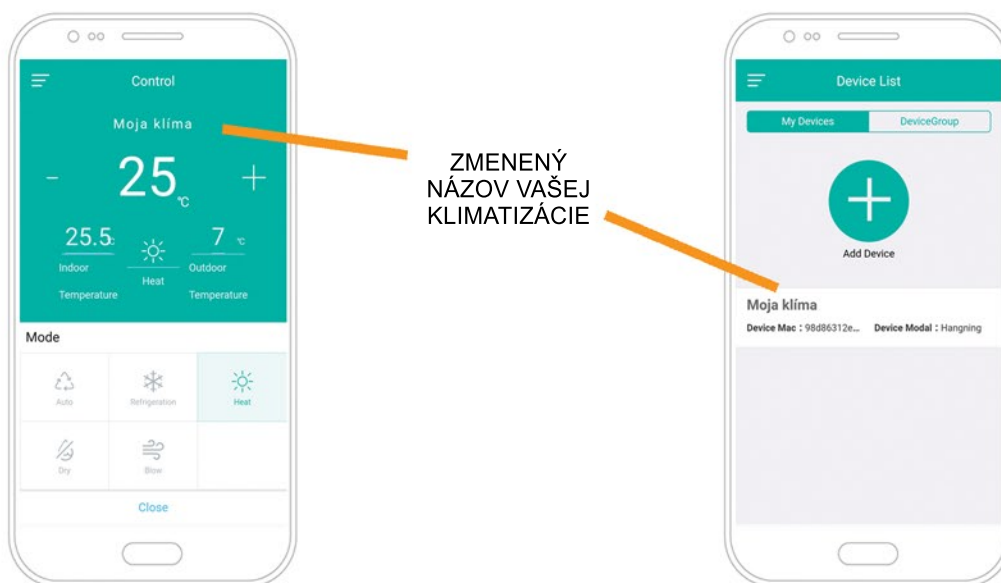 Control
Moja klíma
- 25 °C +
25.5 °C
7 °C
Indoor
Temperature
Heat
Outdoor
Temperature
Mode
Auto
Refrigeration
Heat
Dry
Blow
Close
ZMENENÝ
NÁZOV VAŠEJ
KLIMATIZÁCIE
Device List
My Devices
DeviceGroup
Add Device
Moja klíma
Device Mac : 98d86312e... Device Modal : Hangning